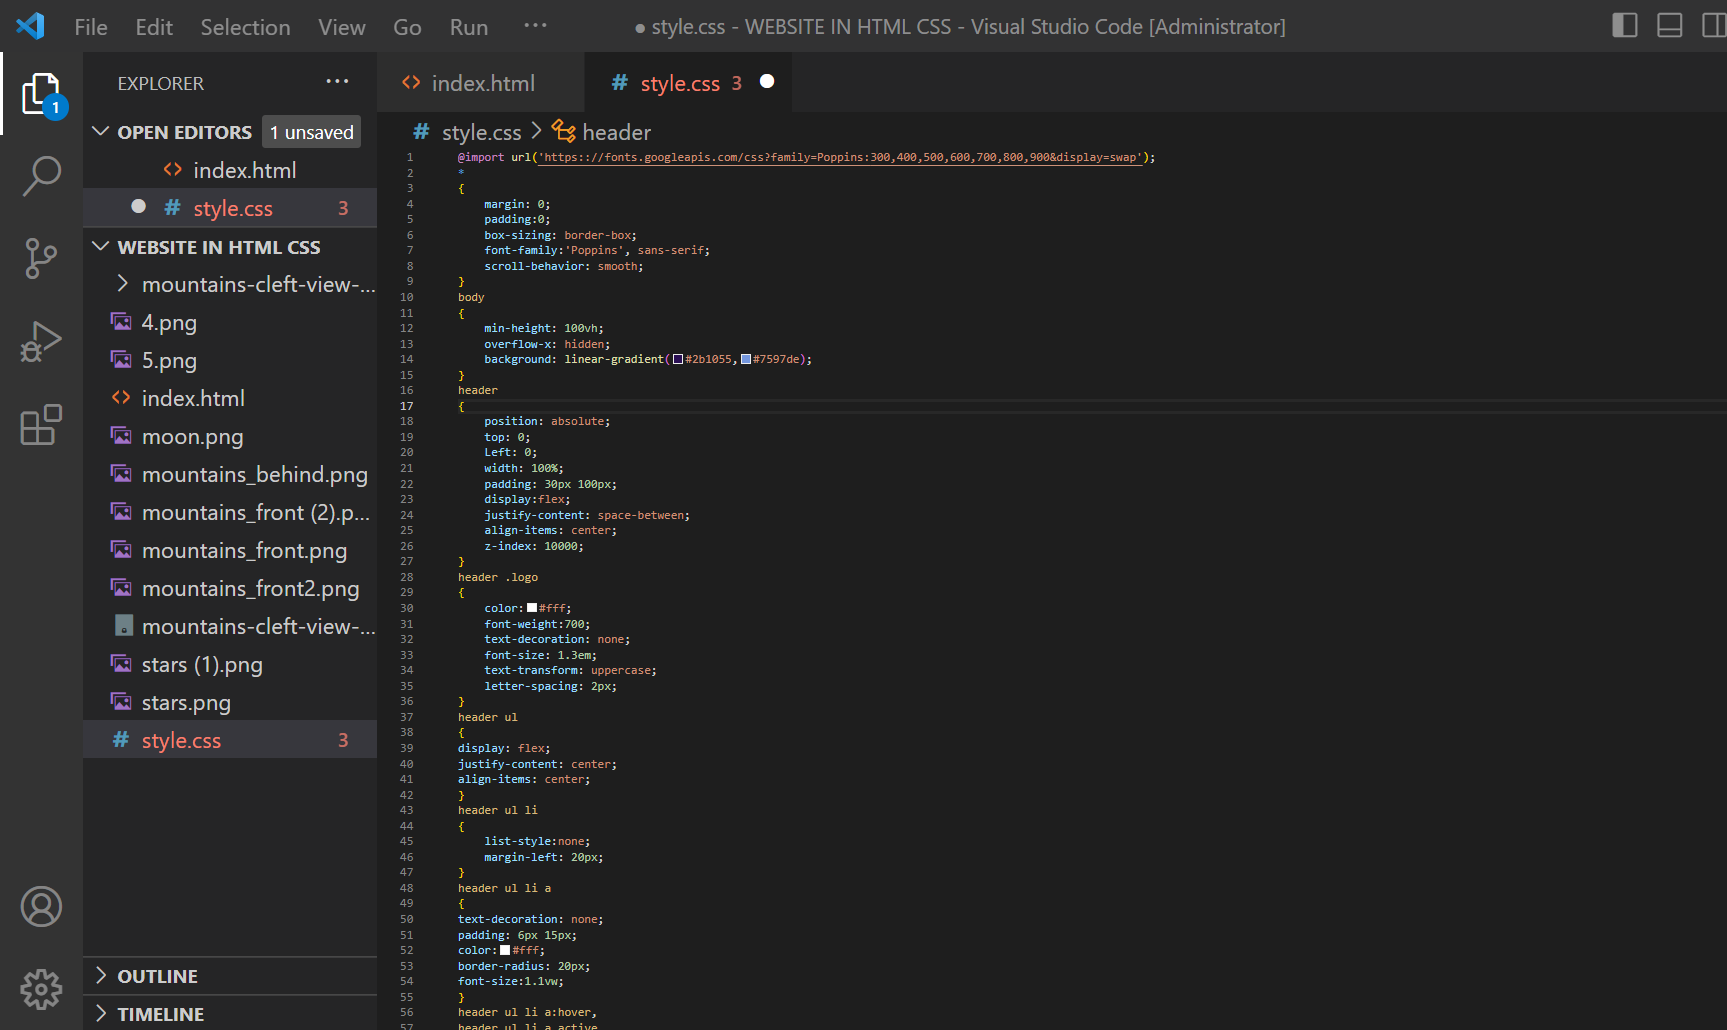 File Edit Selection View Go Run ··· ● style.css - WEBSITE IN HTML CSS - Visual Studio Code [Administrator]
EXPLORER ···
1
OPEN EDITORS 1 unsaved
index.html
# style.css 3
WEBSITE IN HTML CSS
mountains-cleft-view-...
4.png
5.png
index.html
moon.png
mountains_behind.png
mountains_front (2).p...
mountains_front.png
mountains_front2.png
mountains-cleft-view-...
stars (1).png
stars.png
# style.css 3
OUTLINE
TIMELINE
index.html # style.css 3 ●
# style.css > header
1 @import url('https:://fonts.googleapis.com/css?family=Poppins:300,400,500,600,700,800,900&display=swap');
2 *
3 {
4 margin: 0;
5 padding:0;
6 box-sizing: border-box;
7 font-family:'Poppins', sans-serif;
8 scroll-behavior: smooth;
9 }
10 body
11 {
12 min-height: 100vh;
13 overflow-x: hidden;
14 background: linear-gradient(#2b1055,#7597de);
15 }
16 header
17 {
18 position: absolute;
19 top: 0;
20 Left: 0;
21 width: 100%;
22 padding: 30px 100px;
23 display:flex;
24 justify-content: space-between;
25 align-items: center;
26 z-index: 10000;
27 }
28 header .logo
29 {
30 color:#fff;
31 font-weight:700;
32 text-decoration: none;
33 font-size: 1.3em;
34 text-transform: uppercase;
35 letter-spacing: 2px;
36 }
37 header ul
38 {
39 display: flex;
40 justify-content: center;
41 align-items: center;
42 }
43 header ul li
44 {
45 list-style:none;
46 margin-left: 20px;
47 }
48 header ul li a
49 {
50 text-decoration: none;
51 padding: 6px 15px;
52 color:#fff;
53 border-radius: 20px;
54 font-size:1.1vw;
55 }
56 header ul li a:hover,
57 header ul li a.active